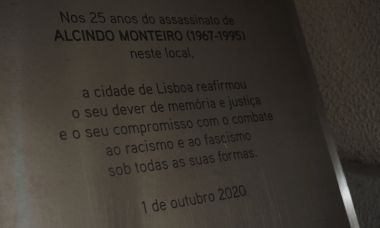 Nos 25 anos do assassinato de
ALCINDO MONTEIRO (1967-1995)
neste local,
a cidade de Lisboa reafirmou
o seu dever de memória e justiça
e o seu compromisso com o combate
ao racismo e ao fascismo
sob todas as suas formas.
1 de outubro 2020